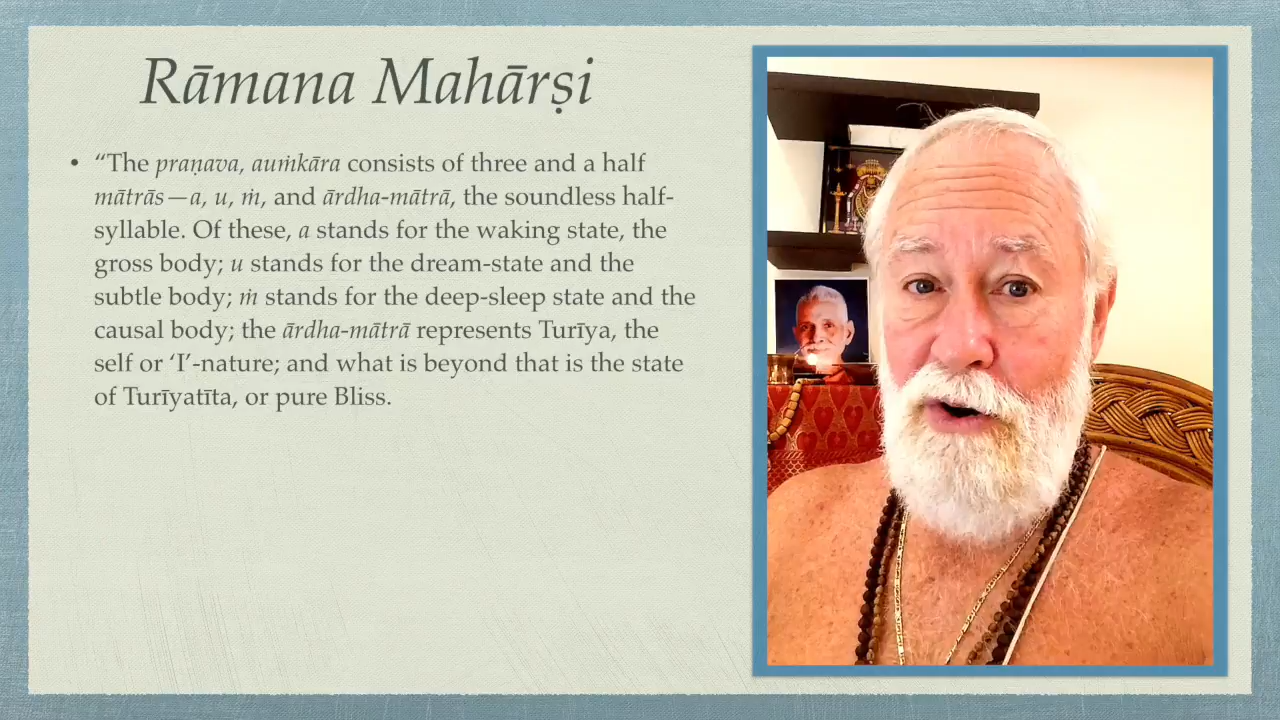 Rāmana Mahārṣi
• “The praṇava, auṁkāra consists of three and a half
mātrās—a, u, ṁ, and ārdha-mātrā, the soundless half-
syllable. Of these, a stands for the waking state, the
gross body; u stands for the dream-state and the
subtle body; ṁ stands for the deep-sleep state and the
causal body; the ārdha-mātrā represents Turīya, the
self or ‘I’-nature; and what is beyond that is the state
of Turīyatīta, or pure Bliss.